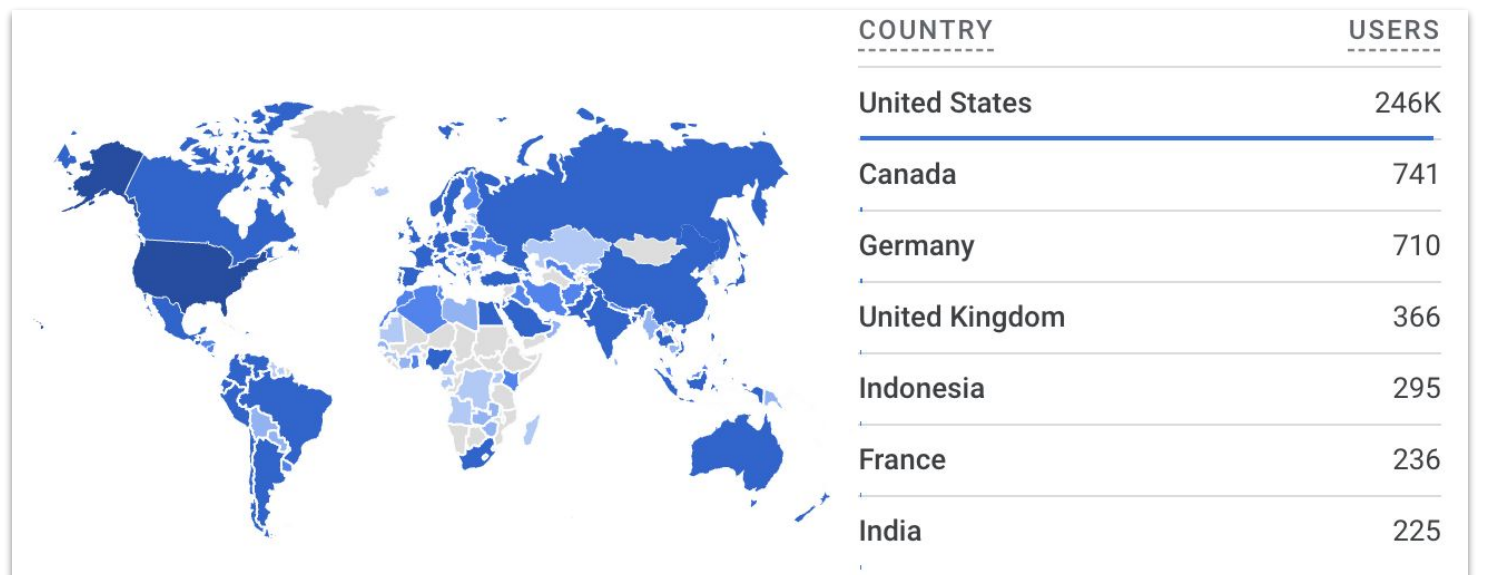 COUNTRY USERS
United States 246K
Canada 741
Germany 710
United Kingdom 366
Indonesia 295
France 236
India 225